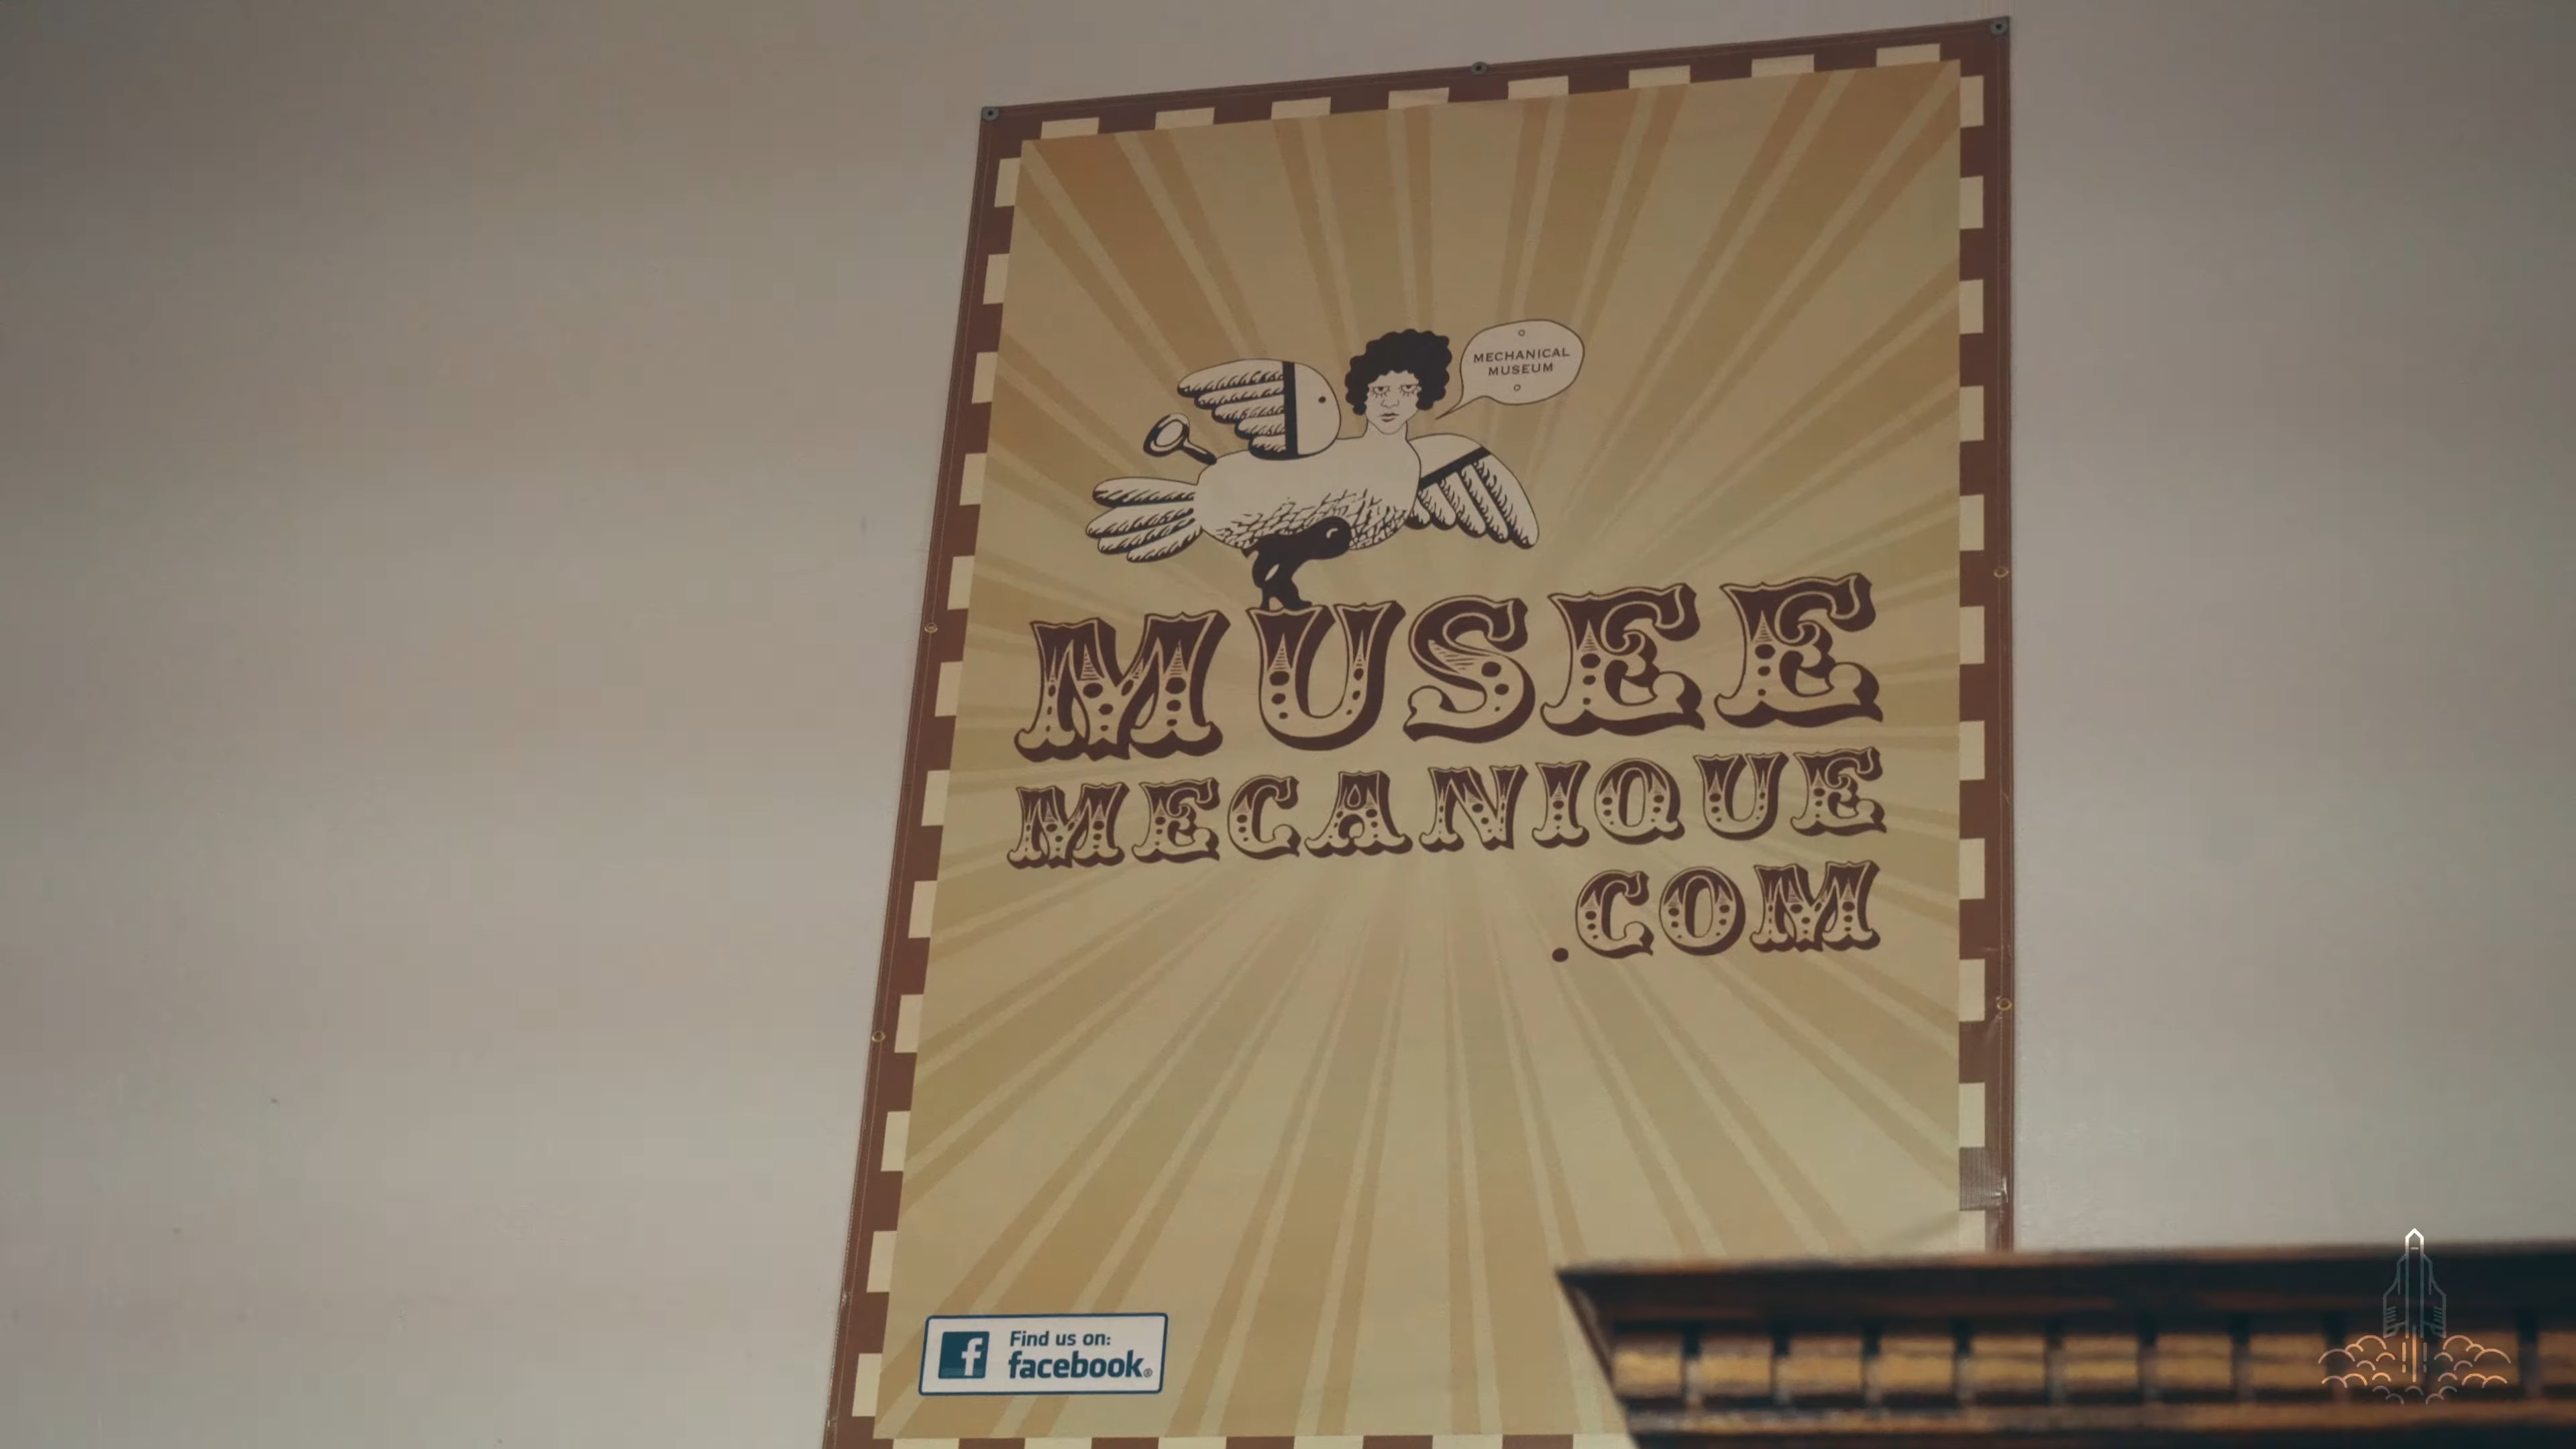 MECHANICAL
MUSEUM
MUSEE
MECANIQUE
.COM
f
Find us on:
facebook®